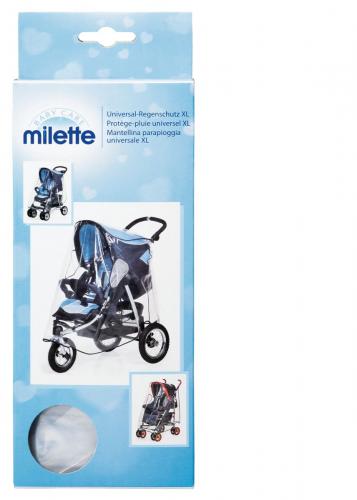 BABY CARE
milette
Universal-Regenschutz XL
Protège-pluie universel XL
Mantellina parapioggia
universale XL